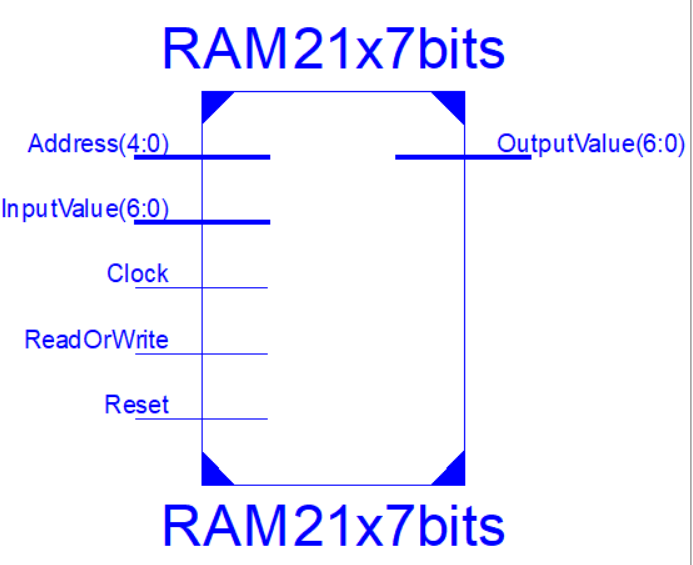 RAM21x7bits
Address(4:0)
OutputValue(6:0)
InputValue(6:0)
Clock
ReadOrWrite
Reset
RAM21x7bits